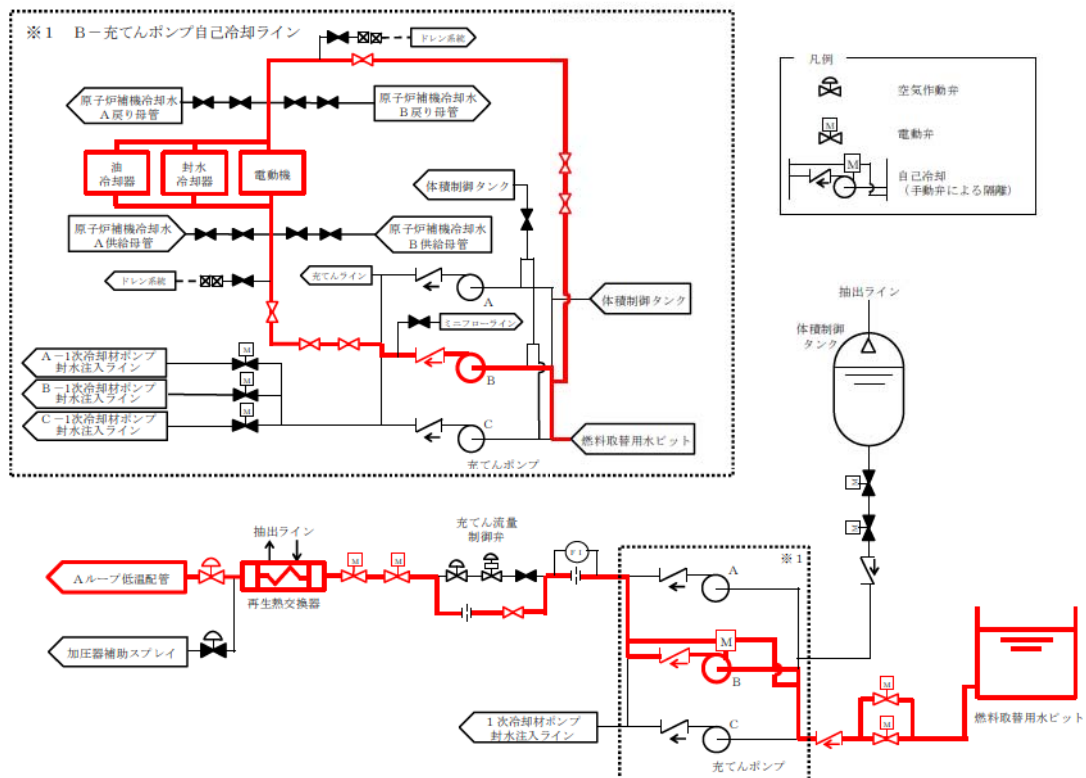 ※1 B－充てんポンプ自己冷却ライン
ドレン系統
原子炉補機冷却水
A戻り母管
原子炉補機冷却水
B戻り母管
油
冷却器
封水
冷却器
電動機
体積制御タンク
原子炉補機冷却水
A供給母管
原子炉補機冷却水
B供給母管
ドレン系統
充てんライン
A
体積制御タンク
ミニフローライン
B
A－1次冷却材ポンプ
封水注入ライン
M
B－1次冷却材ポンプ
封水注入ライン
M
C－1次冷却材ポンプ
封水注入ライン
M
C
充てんポンプ
燃料取替用水ピット
凡例
空気作動弁
M
電動弁
M
自己冷却
（手動弁による隔離）
抽出ライン
体積制御
タンク
M
M
抽出ライン
充てん流量
制御弁
Aループ低温配管
再生熱交換器
M
M
FI
※1
A
加圧器補助スプレイ
M
B
1次冷却材ポンプ
封水注入ライン
C
充てんポンプ
M
M
燃料取替用水ピット